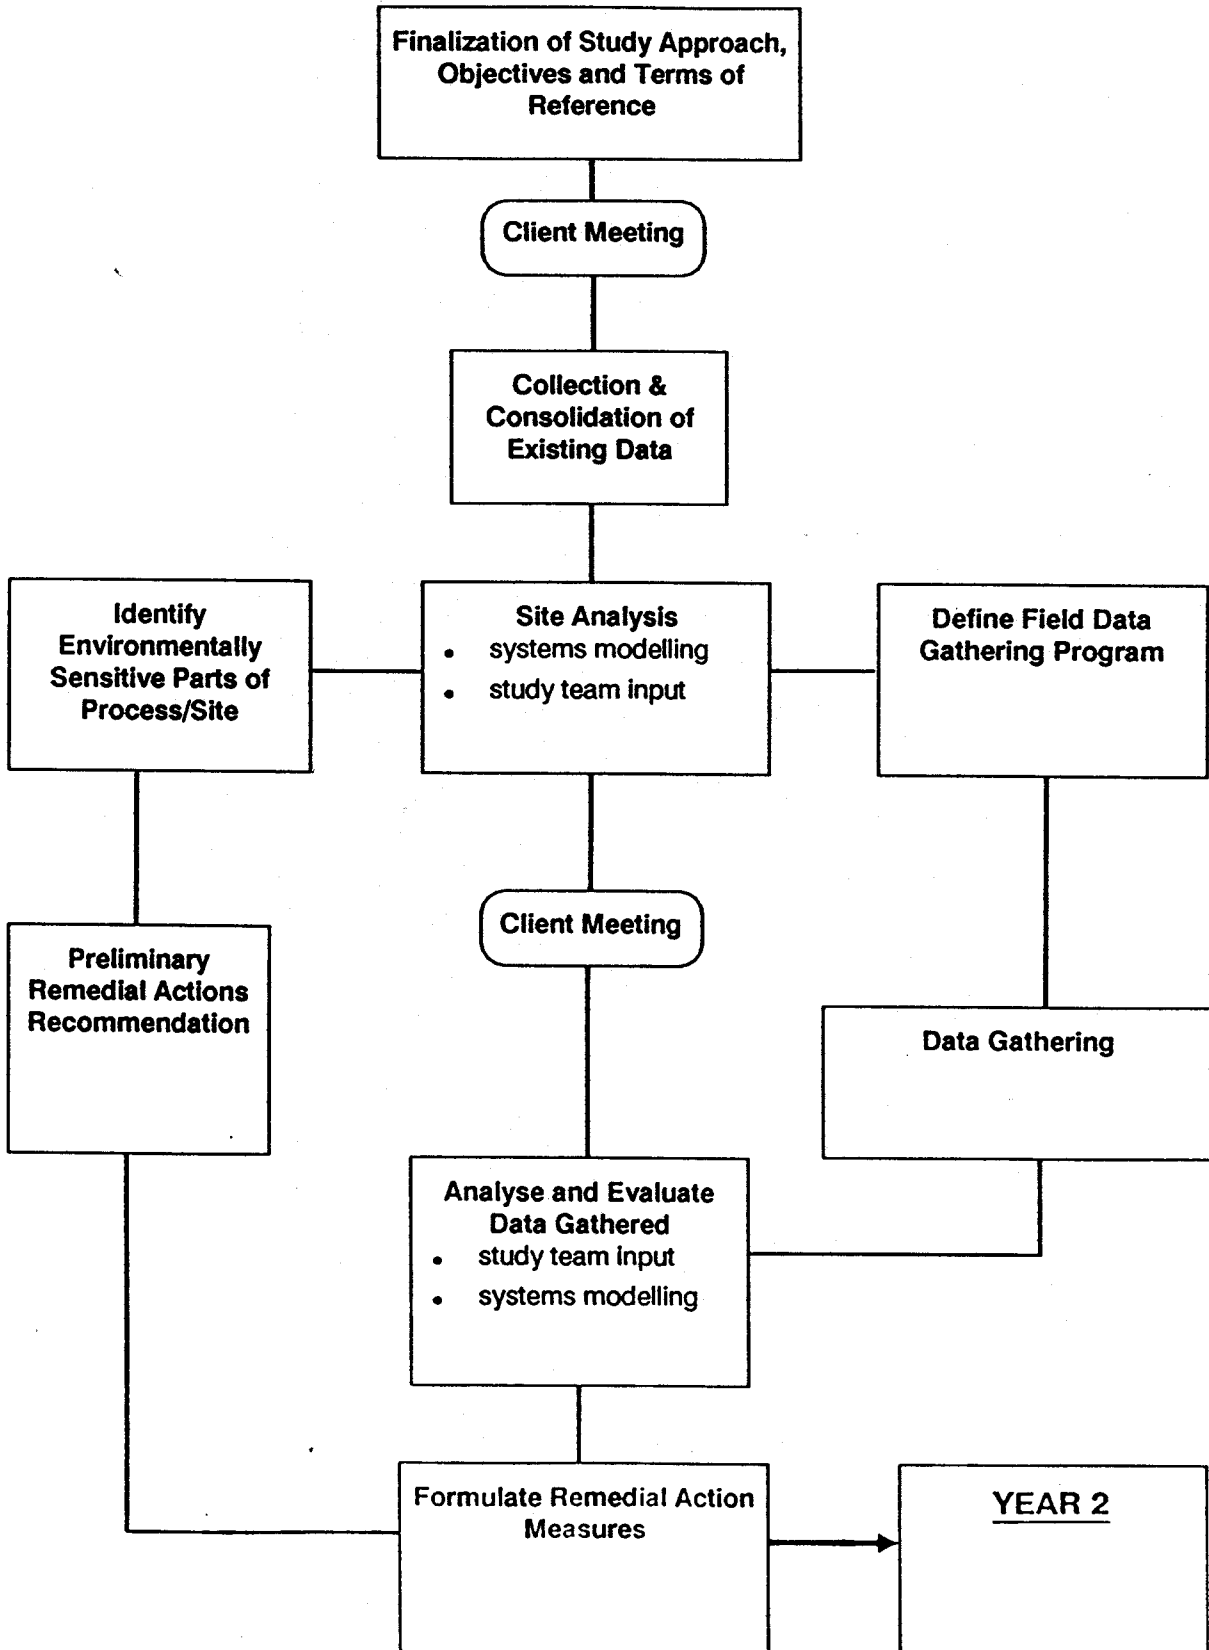 Finalization of Study Approach,
Objectives and Terms of
Reference
Client Meeting
Collection &
Consolidation of
Existing Data
Identify
Environmentally
Sensitive Parts of
Process/Site
Site Analysis
• systems modelling
• study team input
Define Field Data
Gathering Program
Client Meeting
Preliminary
Remedial Actions
Recommendation
Data Gathering
Analyse and Evaluate
Data Gathered
• study team input
• systems modelling
Formulate Remedial Action
Measures
YEAR 2